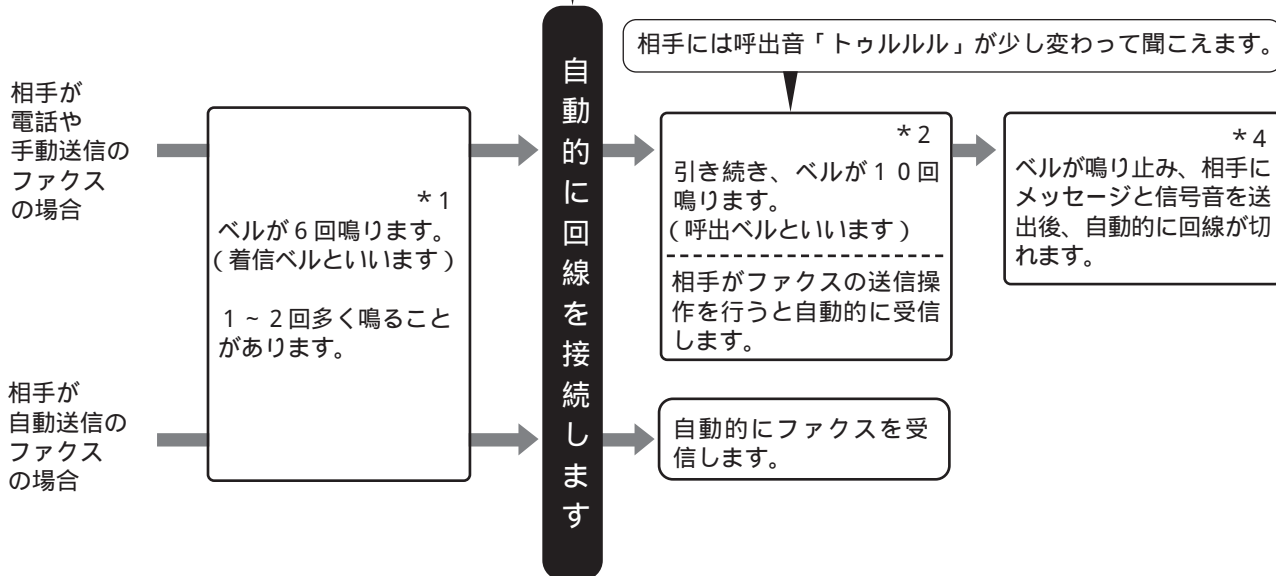 相手には呼出音「トゥルルル」が少し変わって聞こえます。
相手が
電話や
手動送信の
ファクス
の場合
*1
ベルが6回鳴ります。
(着信ベルといいます)
1~2回多く鳴ること
があります。
自動的に回線を接続します
*2
引き続き、ベルが10回
鳴ります。
(呼出ベルといいます)
相手がファクスの送信操
作を行うと自動的に受信
します。
*4
ベルが鳴り止み、相手に
メッセージと信号音を送
出後、自動的に回線が切
れます。
相手が
自動送信の
ファクス
の場合
自動的にファクスを受
信します。